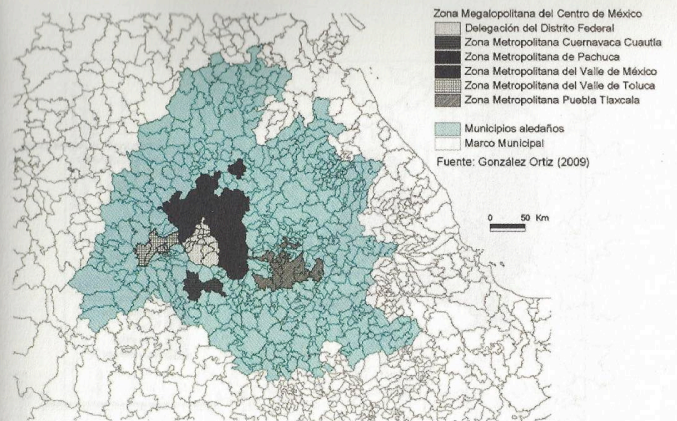 Zona Megalopolitana del Centro de México
Delegación del Distrito Federal
Zona Metropolitana Cuernavaca Cuautla
Zona Metropolitana de Pachuca
Zona Metropolitana del Valle de México
Zona Metropolitana del Valle de Toluca
Zona Metropolitana Puebla Tlaxcala
Municipios aledaños
Marco Municipal
Fuente: González Ortiz (2009)
0 50 Km